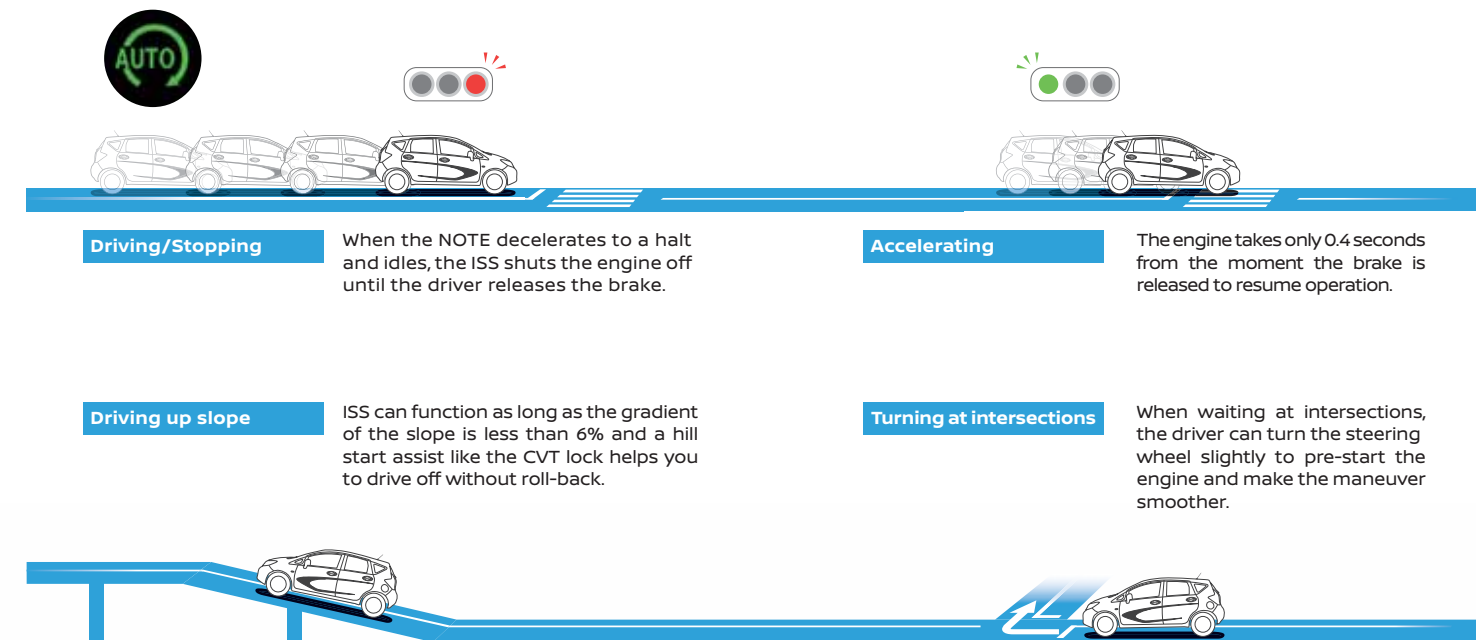 AUTO
Driving/Stopping
When the NOTE decelerates to a halt
and idles, the ISS shuts the engine off
until the driver releases the brake.
Accelerating
The engine takes only 0.4 seconds
from the moment the brake is
released to resume operation.
Driving up slope
ISS can function as long as the gradient
of the slope is less than 6% and a hill
start assist like the CVT lock helps you
to drive off without roll-back.
Turning at intersections
When waiting at intersections,
the driver can turn the steering
wheel slightly to pre-start the
engine and make the maneuver
smoother.